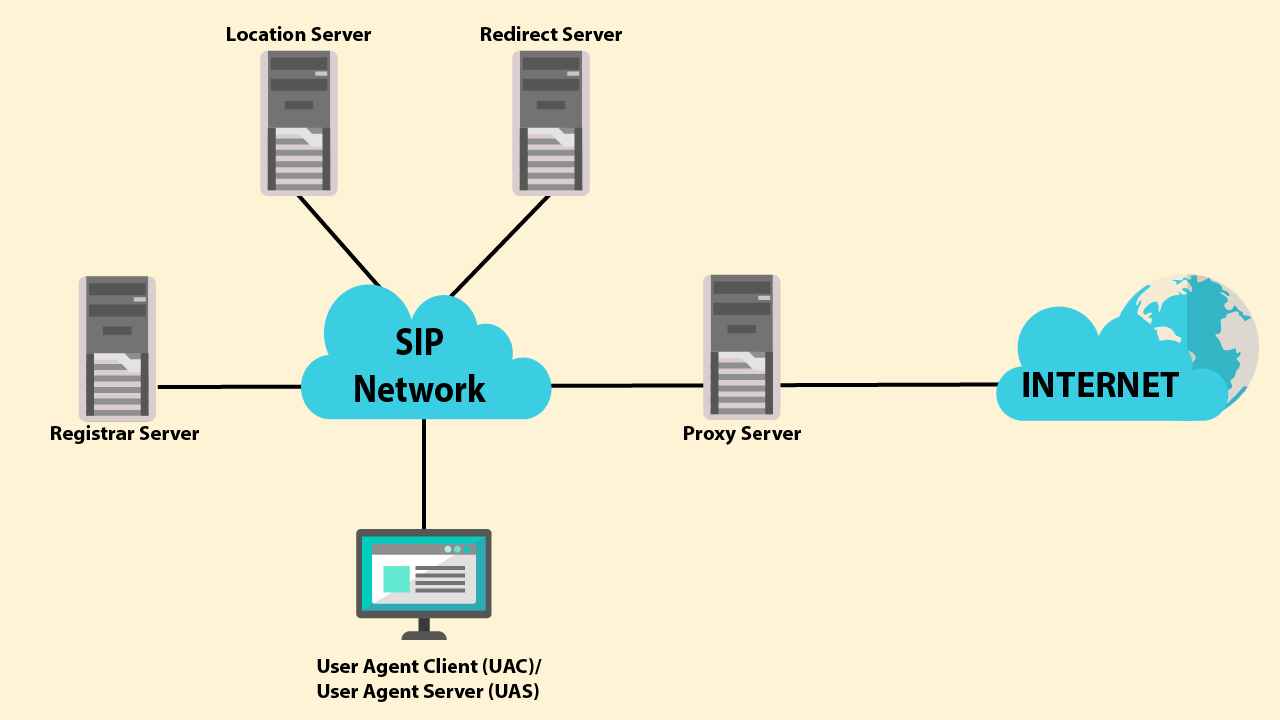 Location Server
Redirect Server
SIP
Network
INTERNET
Registrar Server
Proxy Server
User Agent Client (UAC)/
User Agent Server (UAS)